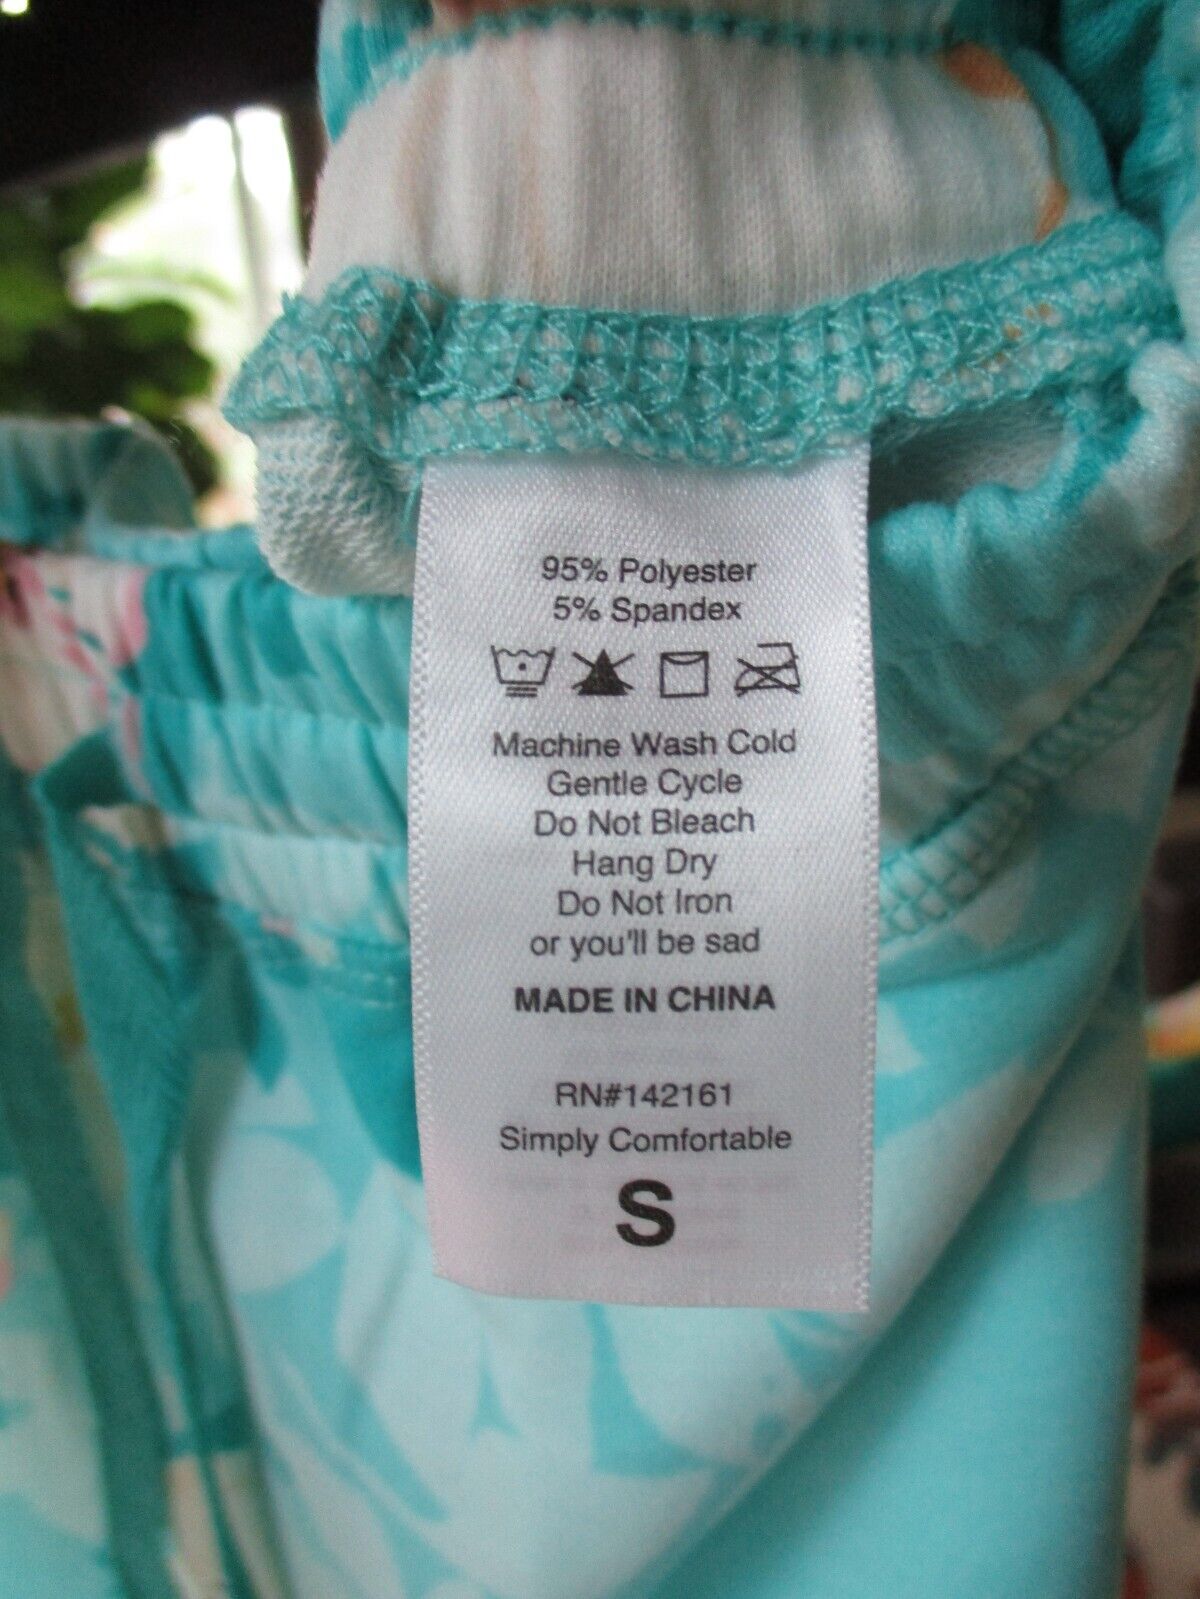 95% Polyester
5% Spandex
Machine Wash Cold
Gentle Cycle
Do Not Bleach
Hang Dry
Do Not Iron
or you'll be sad
MADE IN CHINA
RN#142161
Simply Comfortable
S